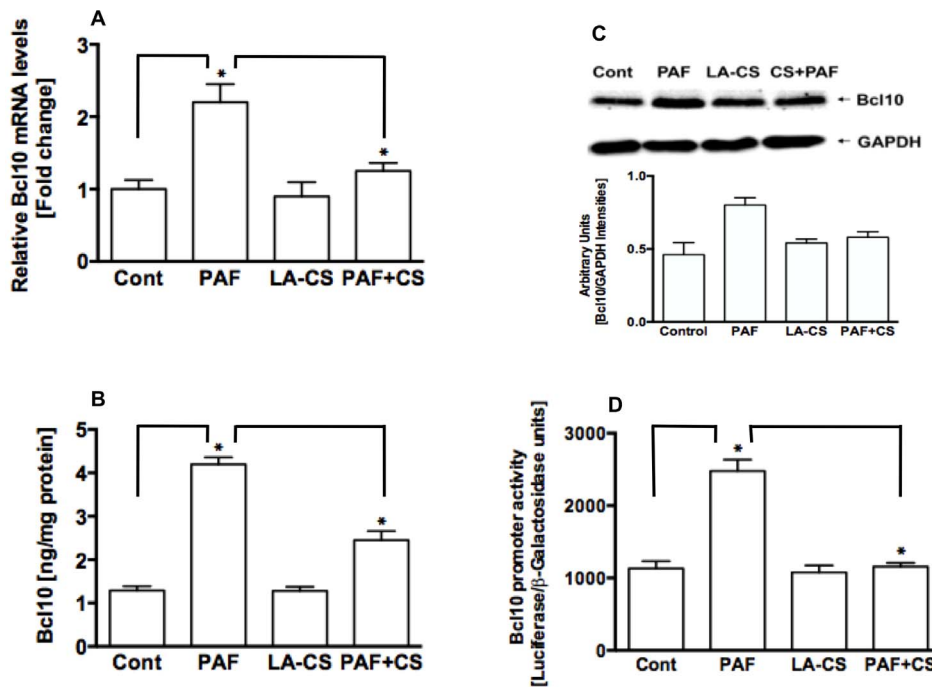 A
Relative Bcl10 mRNA levels
[Fold change]
3
2
1
0
*
*
Cont PAF LA-CS PAF+CS
C
Cont PAF LA-CS CS+PAF
← Bcl10
← GAPDH
Arbitrary Units
[Bcl10/GAPDH Intensities]
1.0
0.5
0.0
Control PAF LA-CS PAF+CS
B
Bcl10 [ng/mg protein]
5
4
3
2
1
0
*
*
Cont PAF LA-CS PAF+CS
D
Bcl10 promoter activity
[Luciferase/β-Galactosidase units]
3000
2000
1000
0
*
*
Cont PAF LA-CS PAF+CS